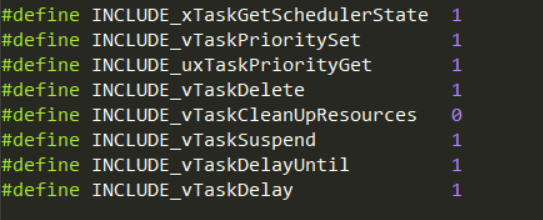 #define INCLUDE_xTaskGetSchedulerState  1
#define INCLUDE_vTaskPrioritySet        1
#define INCLUDE_uxTaskPriorityGet       1
#define INCLUDE_vTaskDelete             1
#define INCLUDE_vTaskCleanUpResources   0
#define INCLUDE_vTaskSuspend            1
#define INCLUDE_vTaskDelayUntil         1
#define INCLUDE_vTaskDelay              1